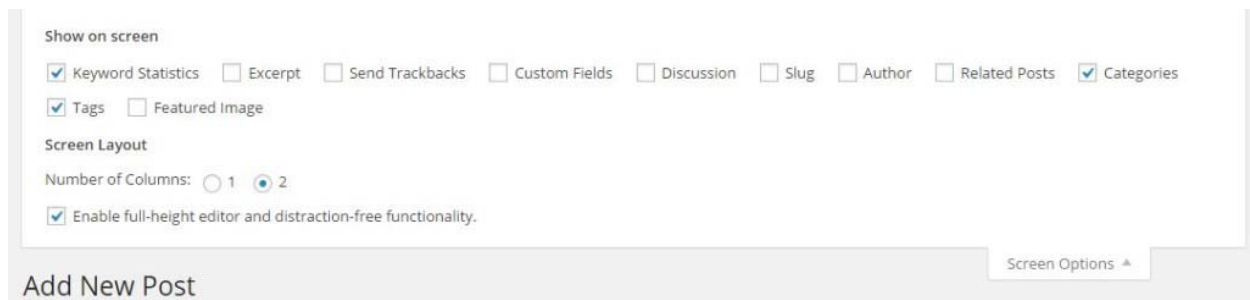 Show on screen
Keyword Statistics Excerpt Send Trackbacks Custom Fields Discussion Slug Author Related Posts Categories
Tags Featured Image
Screen Layout
Number of Columns: 1 2
Enable full-height editor and distraction-free functionality.
Screen Options
Add New Post